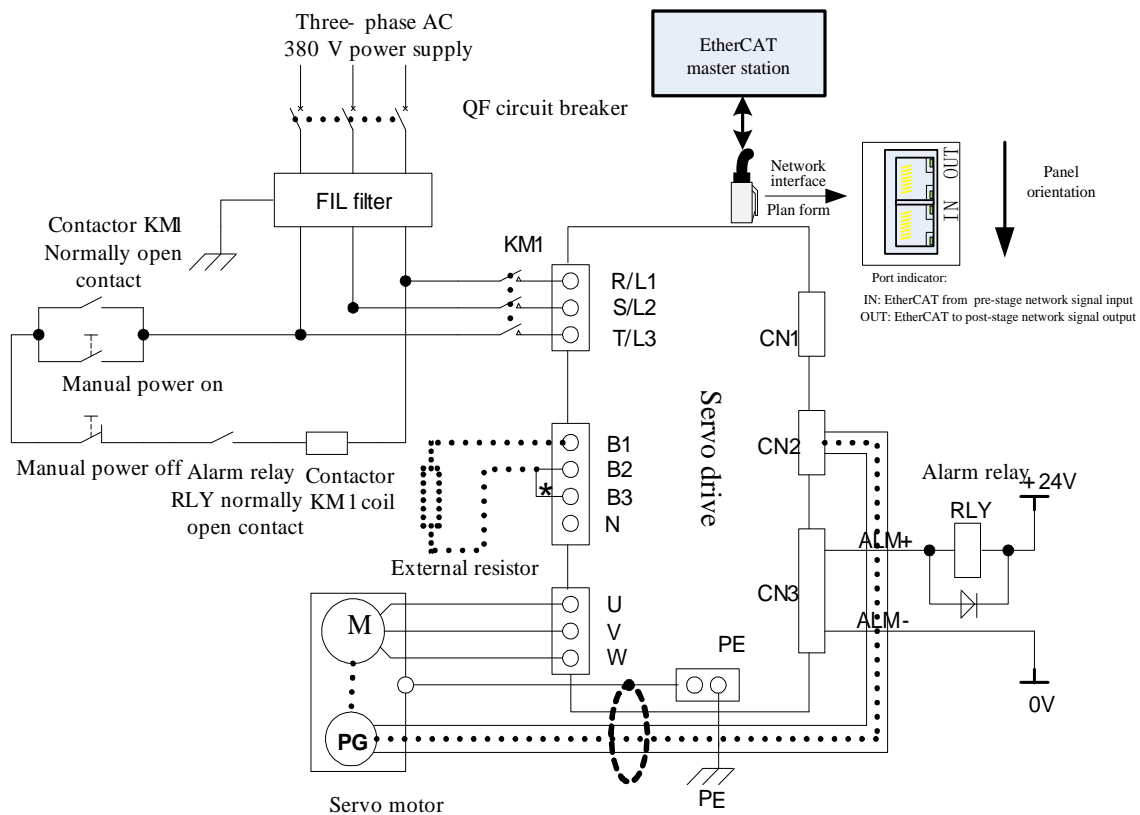 Three- phase AC
380 V power supply
EtherCAT
master station
QF circuit breaker
OUT
IN
Network
interface
Plan form
Panel
orientation
FIL filter
Contactor KM1
Normally open
contact
KM1
Port indicator:
IN: EtherCAT from pre-stage network signal input
OUT: EtherCAT to post-stage network signal output
R/L1
S/L2
T/L3
CN1
Manual power on
Servo drive
B1
B2
B3
N
*
CN2
Manual power off
Alarm relay
RLY normally
open contact
Contactor
KM1 coil
Alarm relay
+24V
RLY
External resistor
ALM+
CN3
ALM-
M
U
V
W
PE
0V
PG
PE
Servo motor